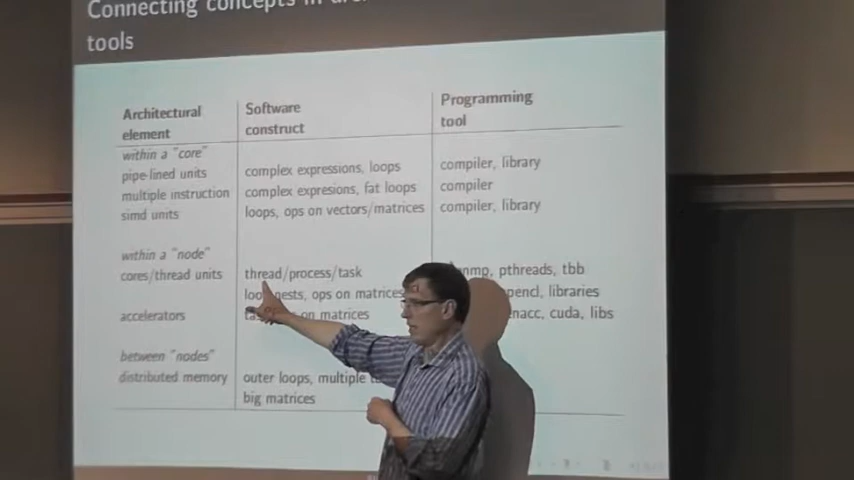 Connecting concepts in
tools
Architectural element
Software construct
Programming tool
within a "core"
pipe-lined units complex expressions, loops compiler, library
multiple instruction complex expresions, fat loops compiler
simd units loops, ops on vectors/matrices compiler, library
within a "node"
cores/thread units thread/process/task pthreads, tbb
nests, ops on matrices libraries
accelerators on matrices cuda, libs
between "nodes"
distributed memory outer loops, multiple
big matrices